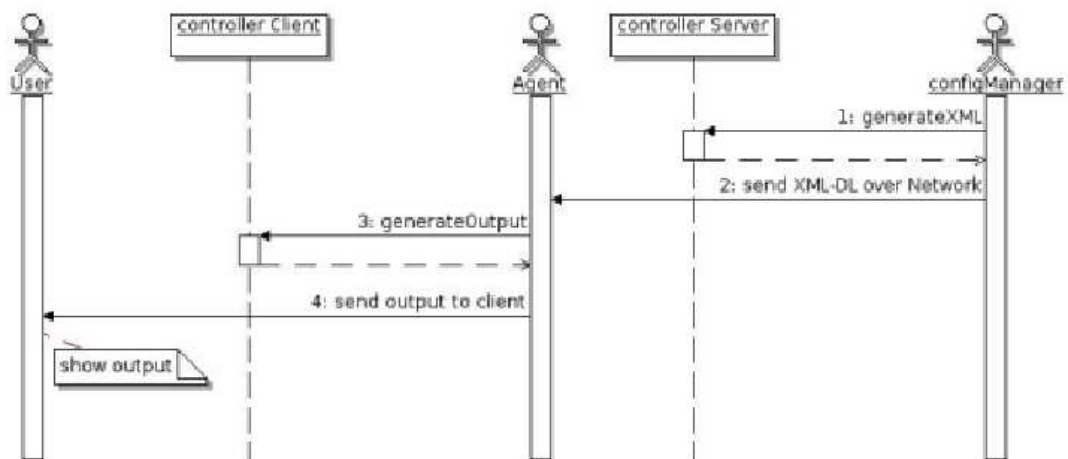 controller Client
controller Server
User
Agent
configManager
1: generateXML
2: send XML-DL over Network
3: generateOutput
4: send output to client
show output